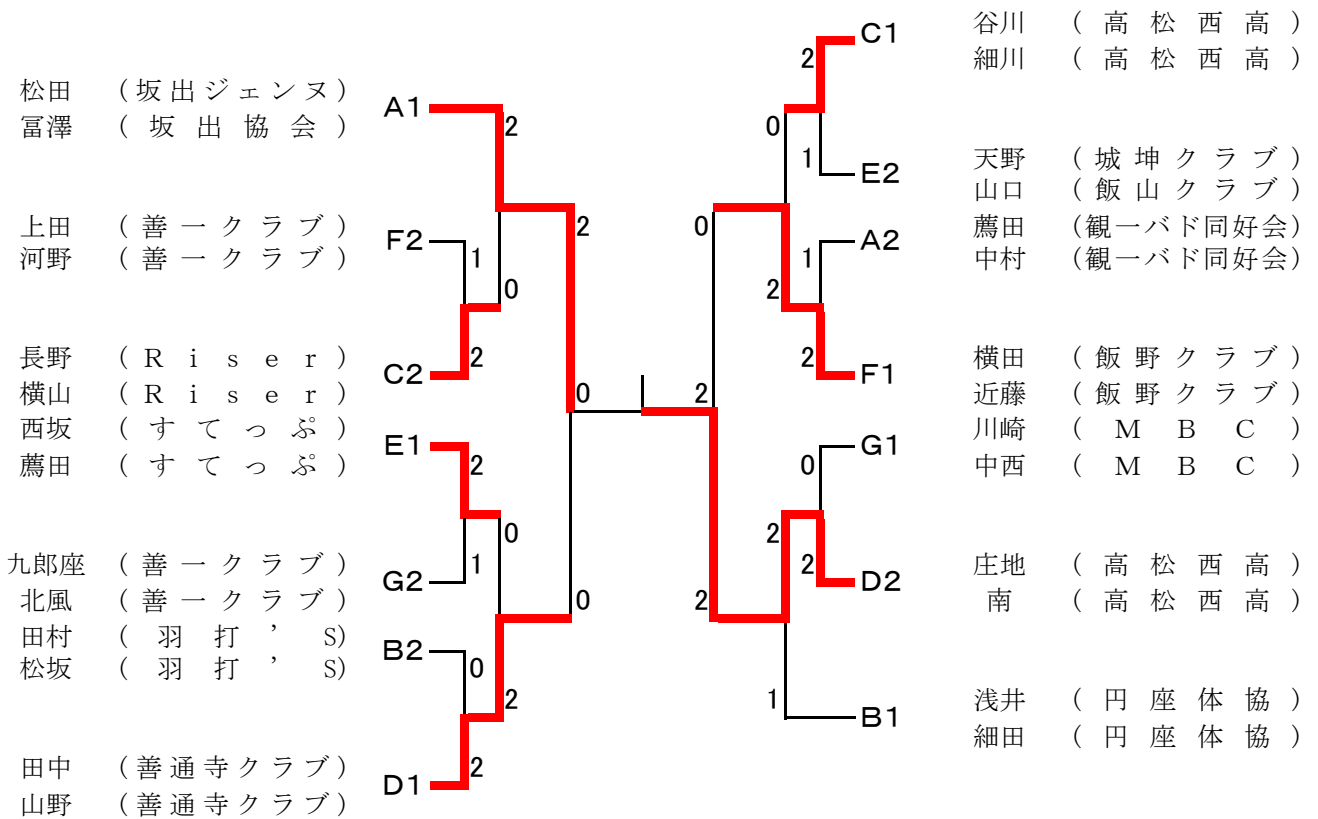 松田 (坂出ジェンヌ)
冨澤 (坂出協会)
A1
2
上田 (善一クラブ)
河野 (善一クラブ)
F2
1
0
2
長野 (Riser)
横山 (Riser)
C2
2
0
西坂 (すてっぷ)
薦田 (すてっぷ)
E1
2
0
九郎座 (善一クラブ)
北風 (善一クラブ)
G2
1
0
田村 (羽打’S)
松坂 (羽打’S)
B2
0
2
田中 (善通寺クラブ)
山野 (善通寺クラブ)
D1
2
谷川 (高松西高)
細川 (高松西高)
C1
2
0
天野 (城坤クラブ)
山口 (飯山クラブ)
E2
1
薦田 (観一バド同好会)
中村 (観一バド同好会)
A2
1
0
2
横田 (飯野クラブ)
近藤 (飯野クラブ)
F1
2
2
川崎 (MBC)
中西 (MBC)
G1
0
2
庄地 (高松西高)
南 (高松西高)
D2
2
2
浅井 (円座体協)
細田 (円座体協)
B1
1